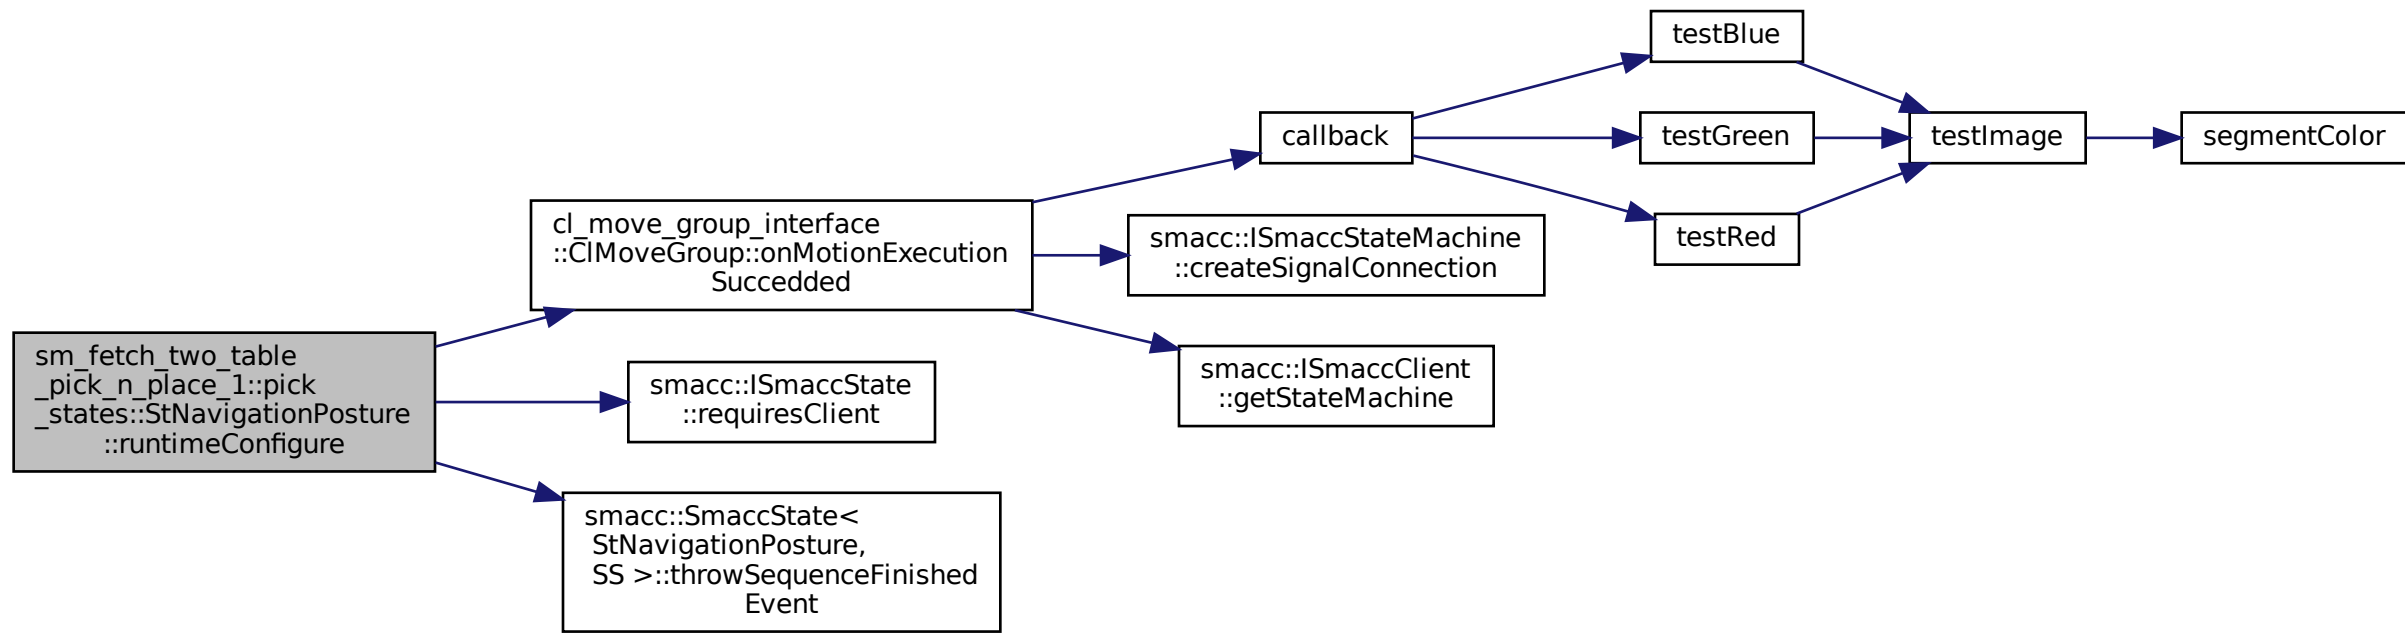 sm_fetch_two_table
_pick_n_place_1::pick
_states::StNavigationPosture
::runtimeConfigure
cl_move_group_interface
::ClMoveGroup::onMotionExecution
Succedded
callback
testBlue
testImage
segmentColor
testGreen
testRed
smacc::ISmaccStateMachine
::createSignalConnection
smacc::ISmaccClient
::getStateMachine
smacc::ISmaccState
::requiresClient
smacc::SmaccState<
StNavigationPosture,
SS >::throwSequenceFinished
Event